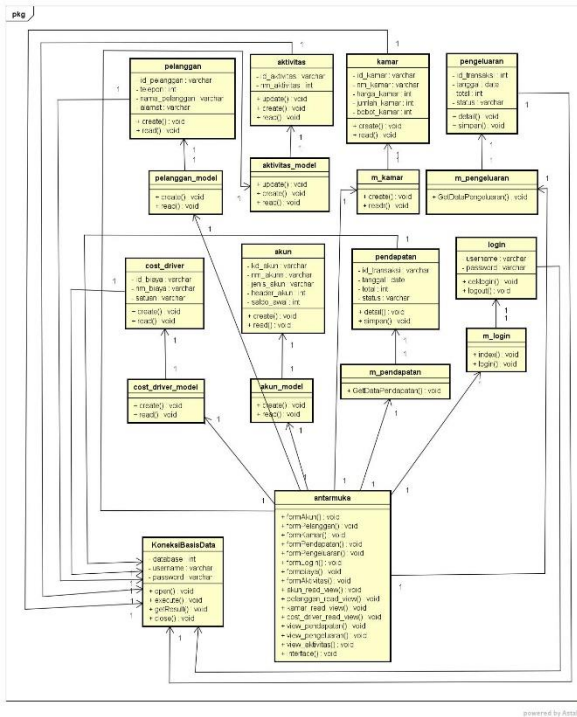 pkg
pelanggan
- id_pelanggan : varchar
- telepon : int
- nama_pelanggan : varchar
- alamat : varchar
+ create() : void
+ read() : void
aktivitas
- id_aktivitas : varchar
- nm_aktivitas : int
+ update() : void
+ create() : void
+ read() : void
kamar
- id_kamar : varchar
- nm_kamar : varchar
- harga_kamar : int
- jumlah_kamar : int
- bobot_kamar : int
+ create() : void
+ read() : void
pengeluaran
- id_transaksi : int
- tanggal : date
- total : int
- status : varchar
+ detail() : void
+ simpan() : void
pelanggan_model
+ create() : void
+ read() : void
aktivitas_model
+ update() : void
+ create() : void
+ read() : void
m_kamar
+ create() : void
+ read() : void
m_pengeluaran
+ GetDataPengeluaran() : void
cost_driver
- id_biaya : varchar
- nm_biaya : varchar
- satuan : varchar
+ create() : void
+ read() : void
akun
- kd_akun : varchar
- nm_akun : varchar
- jenis_akun : varchar
- header_akun : int
- saldo_awal : int
+ create() : void
+ read() : void
pendapatan
- id_transaksi : varchar
- tanggal : date
- total : int
- status : varchar
+ detail() : void
+ simpan() : void
login
- username : varchar
- password : varchar
+ ceklogin() : void
+ logout() : void
m_login
+ index() : void
+ login() : void
cost_driver_model
+ create() : void
+ read() : void
akun_model
+ create() : void
+ read() : void
m_pendapatan
+ GetDataPendapatan() : void
antarmuka
+ formAkun() : void
+ formPelanggan() : void
+ formKamar() : void
+ formPendapatan() : void
+ formPengeluaran() : void
+ formLogin() : void
+ formbiaya() : void
+ formAktivitas() : void
+ akun_read_view() : void
+ pelanggan_read_view() : void
+ kamar_read_view() : void
+ cost_driver_read_view() : void
+ view_pendapatan() : void
+ view_pengeluaran() : void
+ view_aktivitas() : void
+ interface() : void
KoneksiBasisData
- database : int
- username : varchar
- password : varchar
+ open() : void
+ execute() : void
+ getResult() : void
+ close() : void